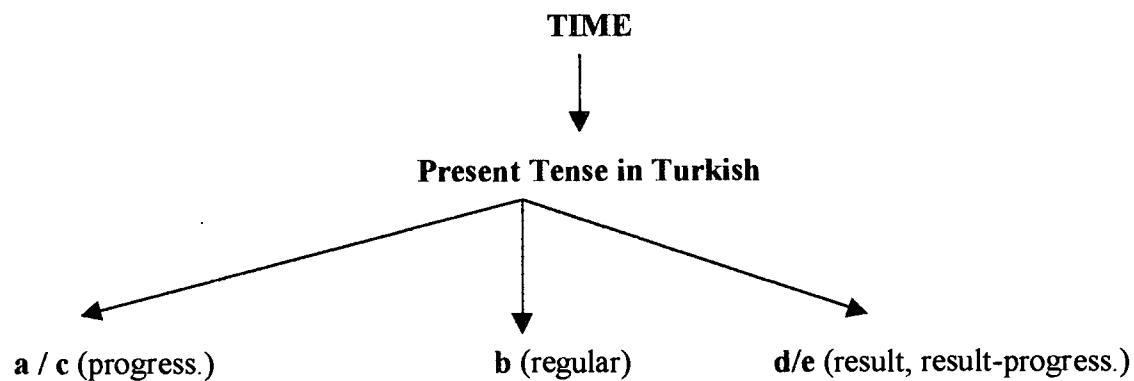 TIME
Present Tense in Turkish
a / c (progress.) b (regular) d/e (result, result-progress.)